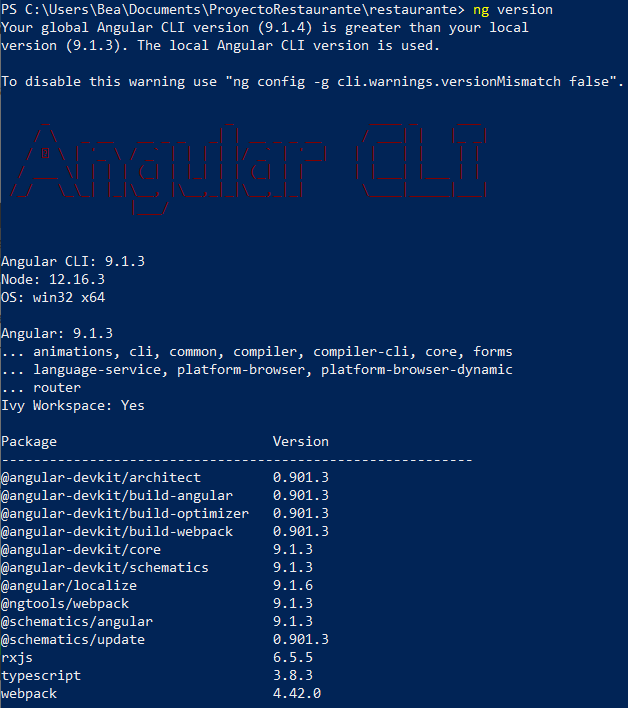 PS C:\Users\Bea\Documents\ProyectoRestaurante\restaurante> ng version
Your global Angular CLI version (9.1.4) is greater than your local
version (9.1.3). The local Angular CLI version is used.
To disable this warning use "ng config -g cli.warnings.versionMismatch false".
Angular CLI
Angular CLI: 9.1.3
Node: 12.16.3
OS: win32 x64
Angular: 9.1.3
... animations, cli, common, compiler, compiler-cli, core, forms
... language-service, platform-browser, platform-browser-dynamic
... router
Ivy Workspace: Yes
Package Version
-----------------------------------------------------------
@angular-devkit/architect 0.901.3
@angular-devkit/build-angular 0.901.3
@angular-devkit/build-optimizer 0.901.3
@angular-devkit/build-webpack 0.901.3
@angular-devkit/core 9.1.3
@angular-devkit/schematics 9.1.3
@angular/localize 9.1.6
@ngtools/webpack 9.1.3
@schematics/angular 9.1.3
@schematics/update 0.901.3
rxjs 6.5.5
typescript 3.8.3
webpack 4.42.0